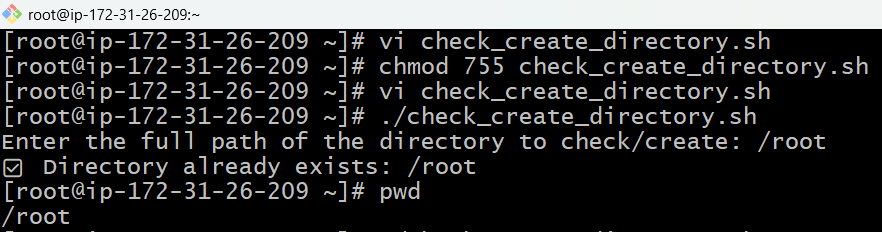 root@ip-172-31-26-209:~
[root@ip-172-31-26-209 ~]# vi check_create_directory.sh
[root@ip-172-31-26-209 ~]# chmod 755 check_create_directory.sh
[root@ip-172-31-26-209 ~]# vi check_create_directory.sh
[root@ip-172-31-26-209 ~]# ./check_create_directory.sh
Enter the full path of the directory to check/create: /root
☑ Directory already exists: /root
[root@ip-172-31-26-209 ~]# pwd
/root